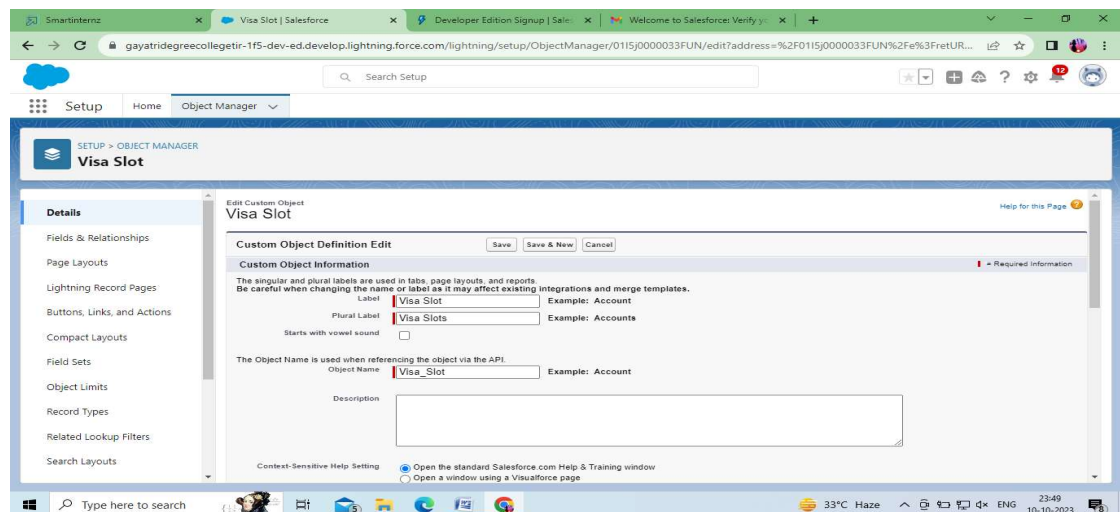 Smartinternz
Visa Slot | Salesforce
Developer Edition Signup | Sale
Welcome to Salesforce: Verify yo
gayatridegreecollegetir-1f5-dev-ed.develop.lightning.force.com/lightning/setup/ObjectManager/01I5j0000033FUN/edit?address=%2F01I5j0000033FUN%2Fe%3FretUR...
Search Setup
12
Setup Home Object Manager
SETUP > OBJECT MANAGER
Visa Slot
Details
Fields & Relationships
Page Layouts
Lightning Record Pages
Buttons, Links, and Actions
Compact Layouts
Field Sets
Object Limits
Record Types
Related Lookup Filters
Search Layouts
Edit Custom Object
Visa Slot
Help for this Page
Custom Object Definition Edit Save Save & New Cancel
Custom Object Information = Required Information
The singular and plural labels are used in tabs, page layouts, and reports.
Be careful when changing the name or label as it may affect existing integrations and merge templates.
Label Visa Slot Example: Account
Plural Label Visa Slots Example: Accounts
Starts with vowel sound
The Object Name is used when referencing the object via the API.
Object Name Visa_Slot Example: Account
Description
Context-Sensitive Help Setting Open the standard Salesforce.com Help & Training window
Open a window using a Visualforce page
Type here to search
5
33°C Haze
ENG
23:49
10-10-2023
8